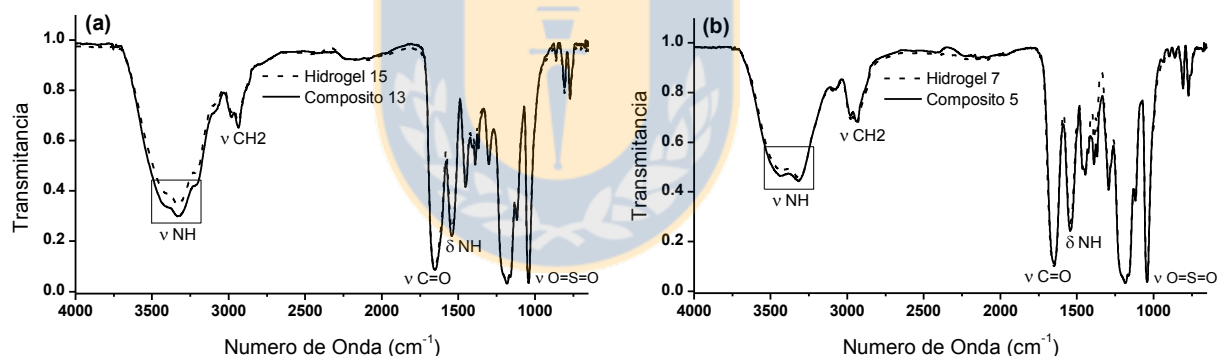 (a)
1.0
0.8
0.6
0.4
0.2
0.0
Transmitancia
Hidrogel 15
Composito 13
ν CH2
ν NH
ν C=O
δ NH
ν O=S=O
4000 3500 3000 2500 2000 1500 1000
Numero de Onda (cm⁻¹)
(b)
1.0
0.8
0.6
0.4
0.2
0.0
Transmitancia
Hidrogel 7
Composito 5
ν CH2
ν NH
δ NH
ν C=O
ν O=S=O
4000 3500 3000 2500 2000 1500 1000
Numero de Onda (cm⁻¹)